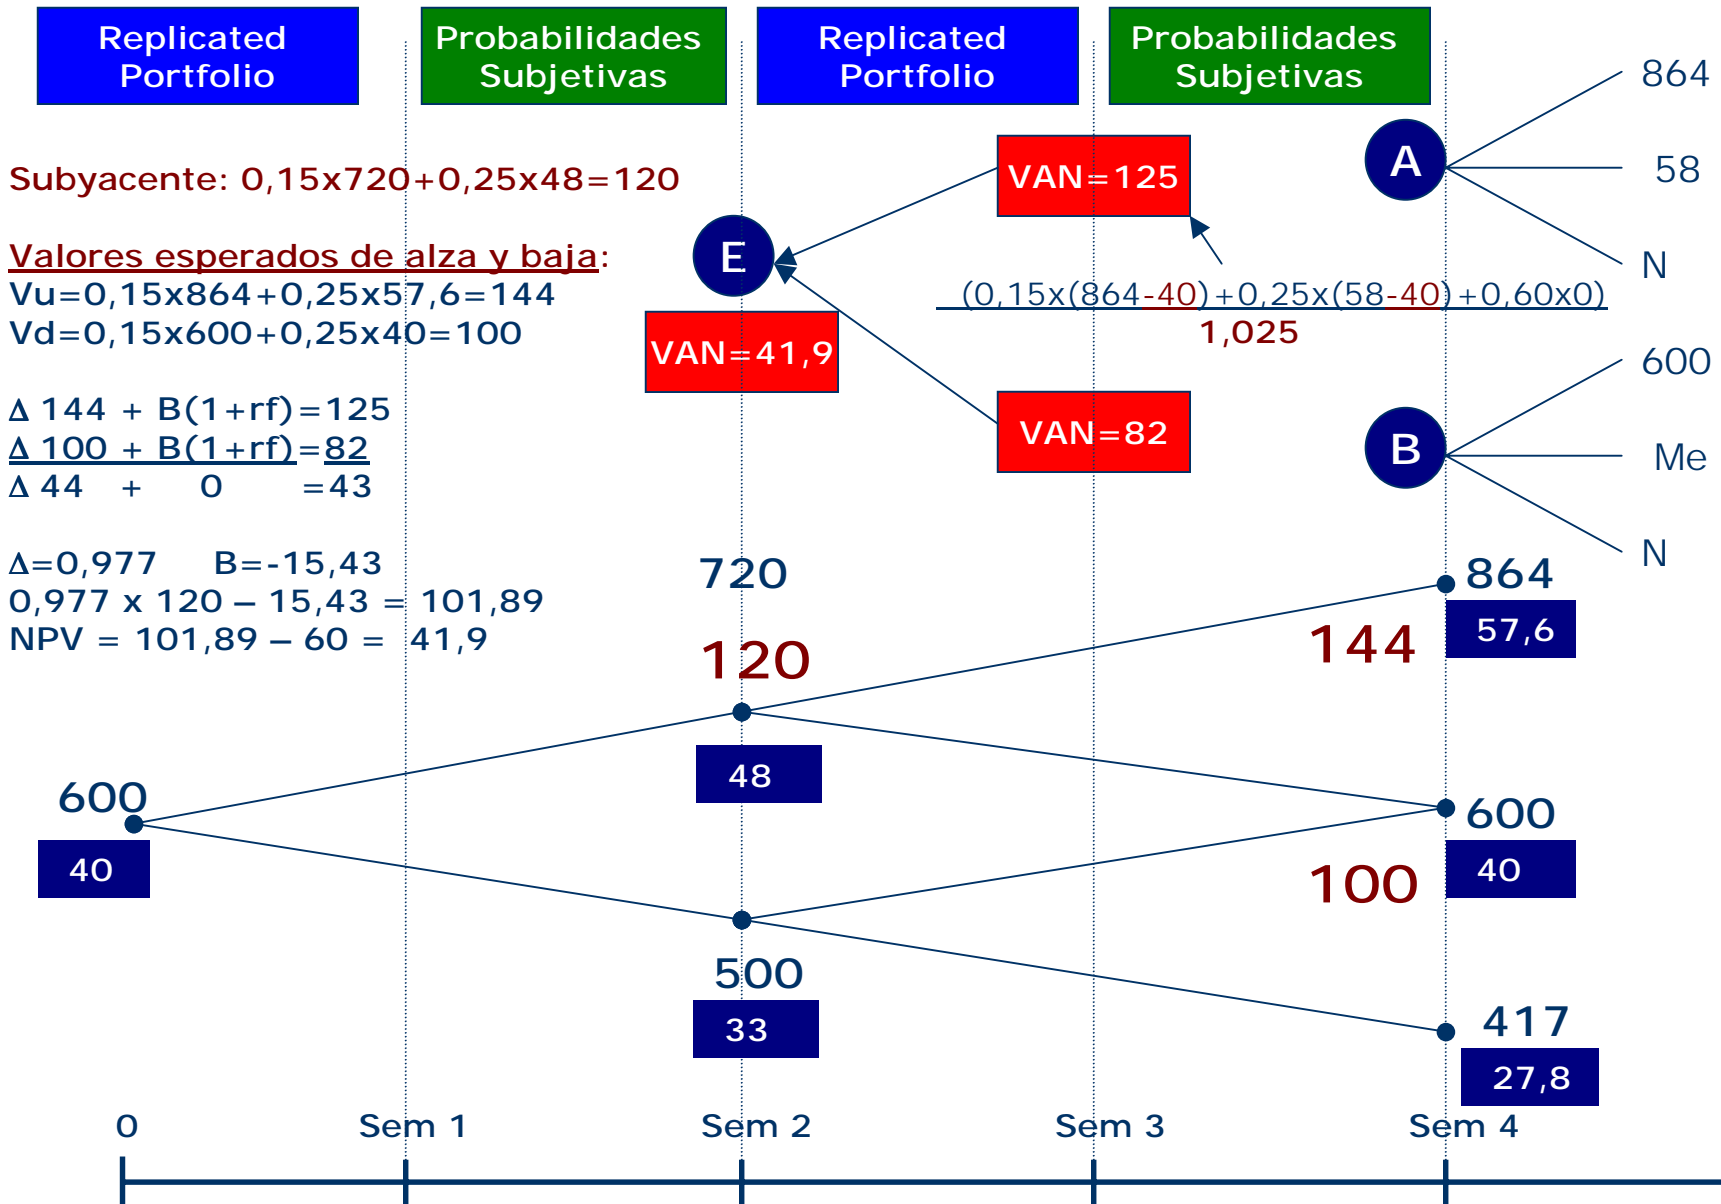 Replicated
Portfolio
Probabilidades
Subjetivas
Replicated
Portfolio
Probabilidades
Subjetivas
Subyacente: 0,15x720+0,25x48=120
Valores esperados de alza y baja:
Vu=0,15x864+0,25x57,6=144
Vd=0,15x600+0,25x40=100
Δ 144 + B(1+rf)=125
Δ 100 + B(1+rf)=82
Δ 44 + 0 =43
Δ=0,977 B=-15,43
0,977 x 120 – 15,43 = 101,89
NPV = 101,89 – 60 = 41,9
E
VAN=41,9
VAN=125
(0,15x(864-40)+0,25x(58-40)+0,60x0)
1,025
VAN=82
A
864
58
N
B
600
Me
N
720
120
48
864
57,6
144
600
40
600
40
100
500
33
417
27,8
0
Sem 1
Sem 2
Sem 3
Sem 4